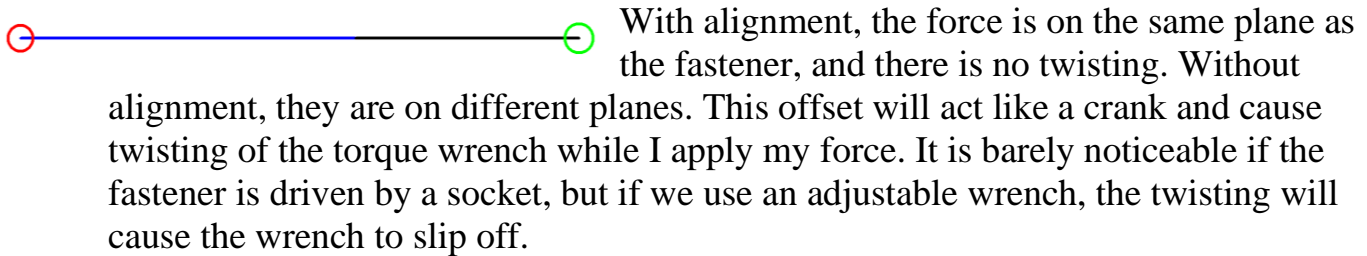 With alignment, the force is on the same plane as
the fastener, and there is no twisting. Without
alignment, they are on different planes. This offset will act like a crank and cause
twisting of the torque wrench while I apply my force. It is barely noticeable if the
fastener is driven by a socket, but if we use an adjustable wrench, the twisting will
cause the wrench to slip off.